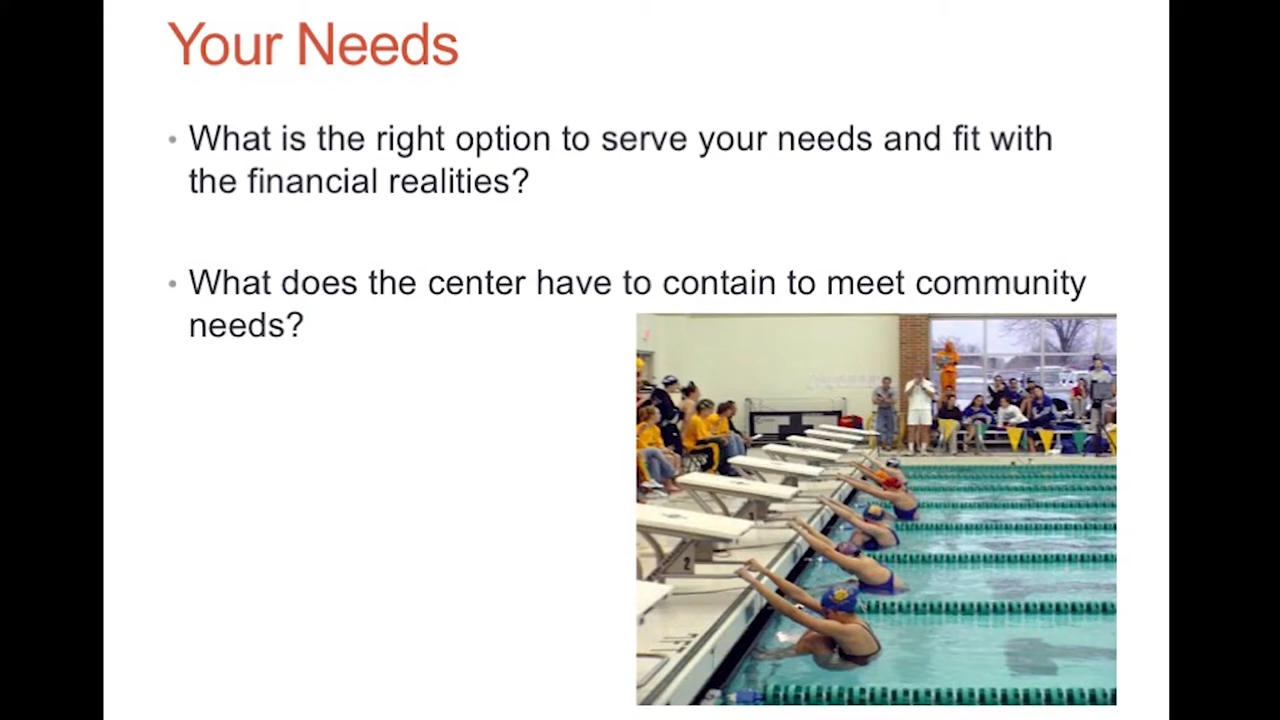 Your Needs
• What is the right option to serve your needs and fit with
the financial realities?
• What does the center have to contain to meet community
needs?
2